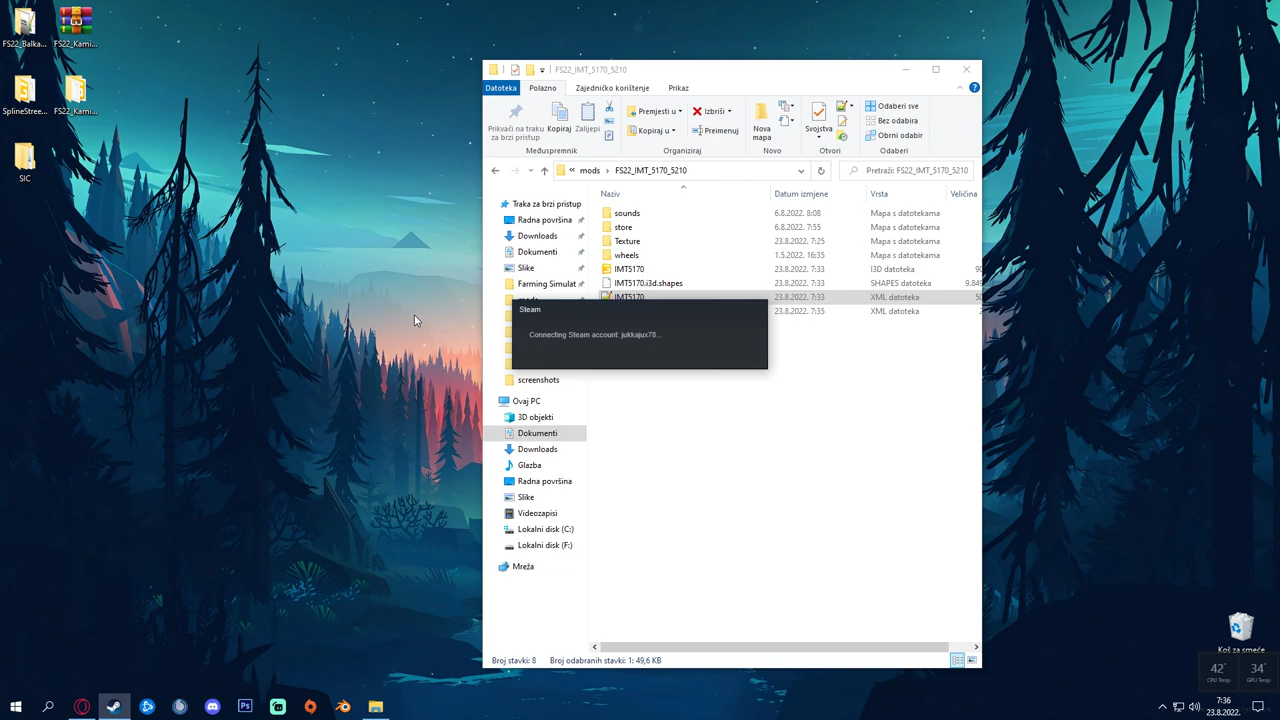 FS22_Balka...
FS22_Kami...
SplineStree...
FS22_Kami...
SIC
FS22_IMT_5170_5210
Datoteka
Polazno
Zajedničko korištenje
Prikaz
Prikvači na traku
za brzi pristup
Kopiraj
Zalijepi
Međuspremnik
Premjesti u
Kopiraj u
Izbriši
Preimenuj
Organiziraj
Nova
mapa
Novo
Svojstva
Otvori
Odaberi sve
Bez odabira
Obrni odabir
Odaberi
« mods › FS22_IMT_5170_5210
Pretraži: FS22_IMT_5170_5210
Naziv Datum izmjene Vrsta Veličina
sounds 6.8.2022. 8:08 Mapa s datotekama
store 6.8.2022. 7:55 Mapa s datotekama
Texture 23.8.2022. 7:25 Mapa s datotekama
wheels 1.5.2022. 16:35 Mapa s datotekama
IMT5170 23.8.2022. 7:33 I3D datoteka
IMT5170.i3d.shapes 23.8.2022. 7:33 SHAPES datoteka 9.849
IMT5170 23.8.2022. 7:33 XML datoteka
23.8.2022. 7:35 XML datoteka
Traka za brzi pristup
Radna površina
Downloads
Dokumenti
Slike
Farming Simulat
screenshots
Ovaj PC
3D objekti
Dokumenti
Downloads
Glazba
Radna površina
Slike
Videozapisi
Lokalni disk (C:)
Lokalni disk (F:)
Mreža
Steam
Connecting Steam account: jukkajux78...
Broj stavki: 8 Broj odabranih stavki: 1; 49,6 KB
Koš za smeće
42°
CPU Temp
34°
GPU Temp
7:36
23.8.2022.